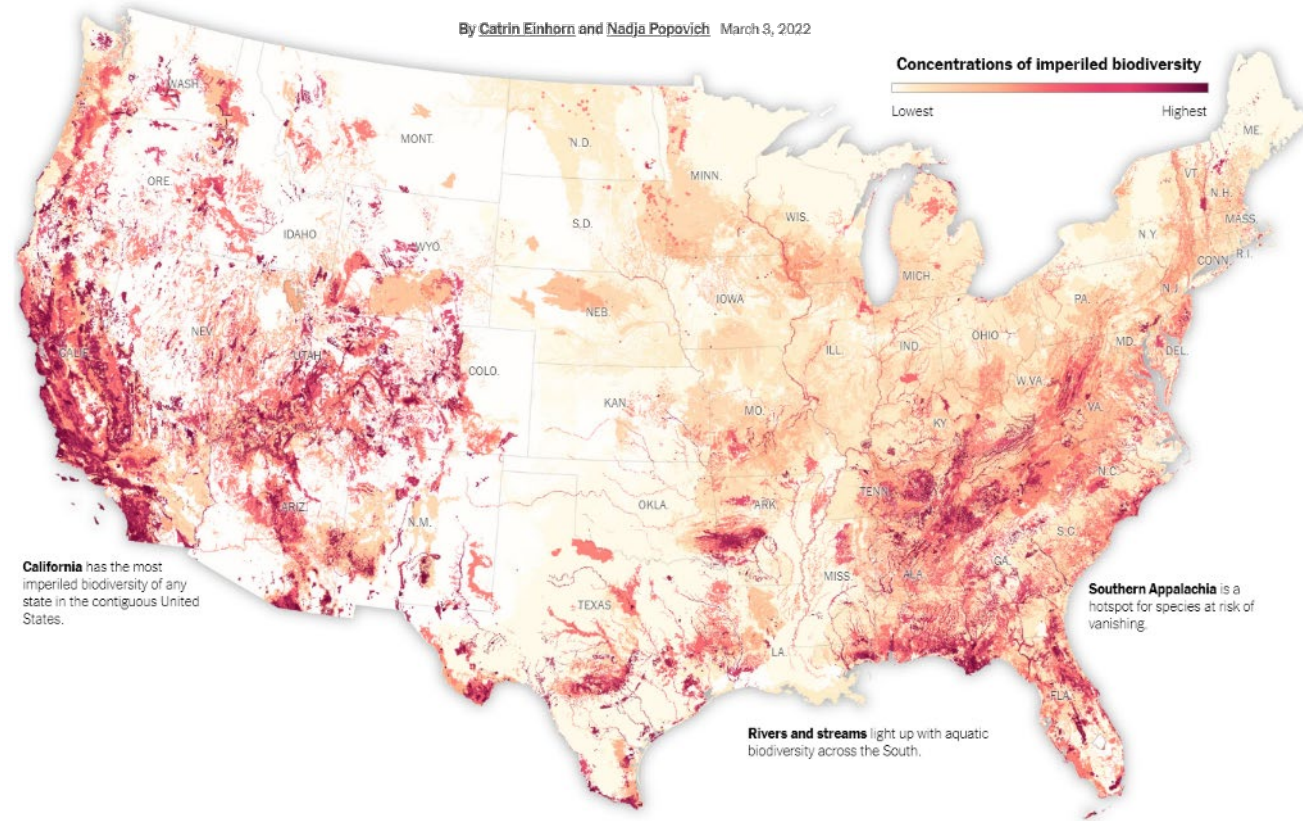 By Catrin Einhorn and Nadja Popovich March 3, 2022
Concentrations of imperiled biodiversity
Lowest Highest
WASH.
MONT.
N.D.
MINN.
ME.
VT.
N.H.
ORE.
IDAHO
WYO.
S.D.
WIS.
MICH.
N.Y.
MASS.
CONN.
R.I.
NEV.
UTAH
COLO.
NEB.
IOWA
ILL.
IND.
OHIO
PA.
N.J.
MD.
DEL.
CALIF.
KAN.
MO.
KY.
W.VA.
VA.
ARIZ.
N.M.
OKLA.
ARK.
TENN.
N.C.
S.C.
TEXAS
LA.
MISS.
ALA.
GA.
FLA.
California has the most
imperiled biodiversity of any
state in the contiguous United
States.
Southern Appalachia is a
hotspot for species at risk of
vanishing.
Rivers and streams light up with aquatic
biodiversity across the South.